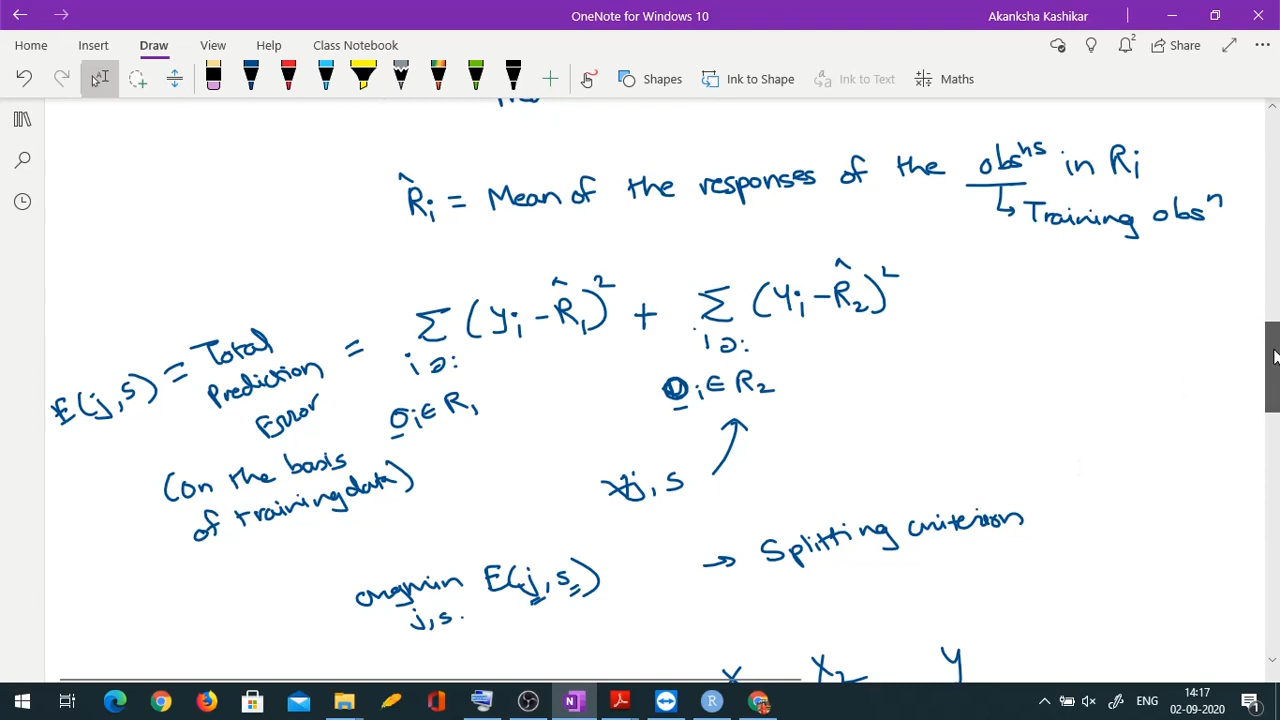 OneNote for Windows 10
Akanksha Kashikar
Home Insert Draw View Help Class Notebook
Share
Shapes Ink to Shape Ink to Text Maths
R̂i = Mean of the responses of the obsⁿˢ in Ri
↳ Training obsⁿ
E(j,s) = Total Prediction Error = Σ (yi - R̂1)² + Σ (yi - R̂2)²
i ∋: i ∋:
Oi ∈ R1 Oi ∈ R2
(on the basis
of training data)
∀j, s
argmin E(j, s) → Splitting criterion
j,s.
X2 Y
ENG
14:17
02-09-2020